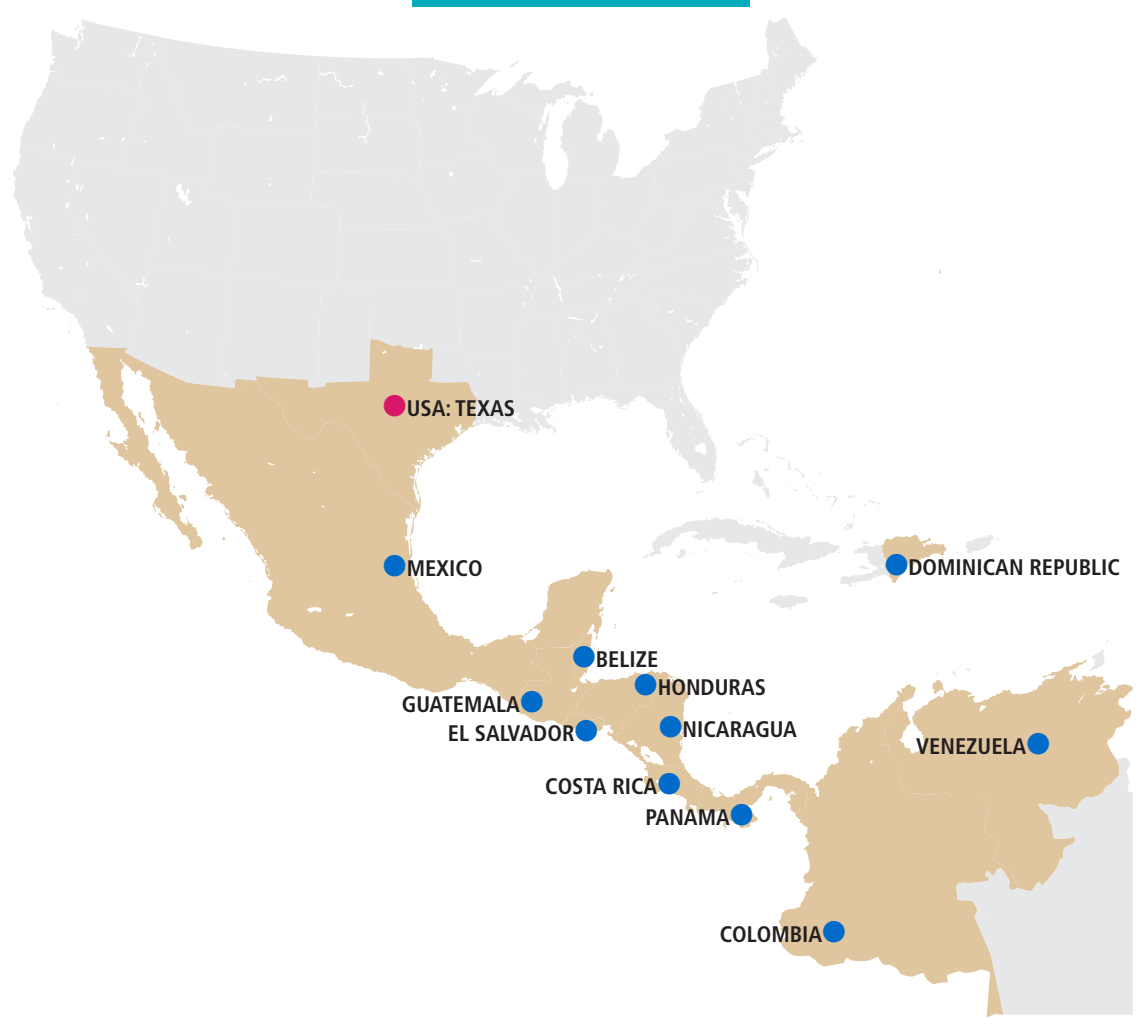 USA: TEXAS
MEXICO
DOMINICAN REPUBLIC
BELIZE
HONDURAS
GUATEMALA
NICARAGUA
EL SALVADOR
VENEZUELA
COSTA RICA
PANAMA
COLOMBIA